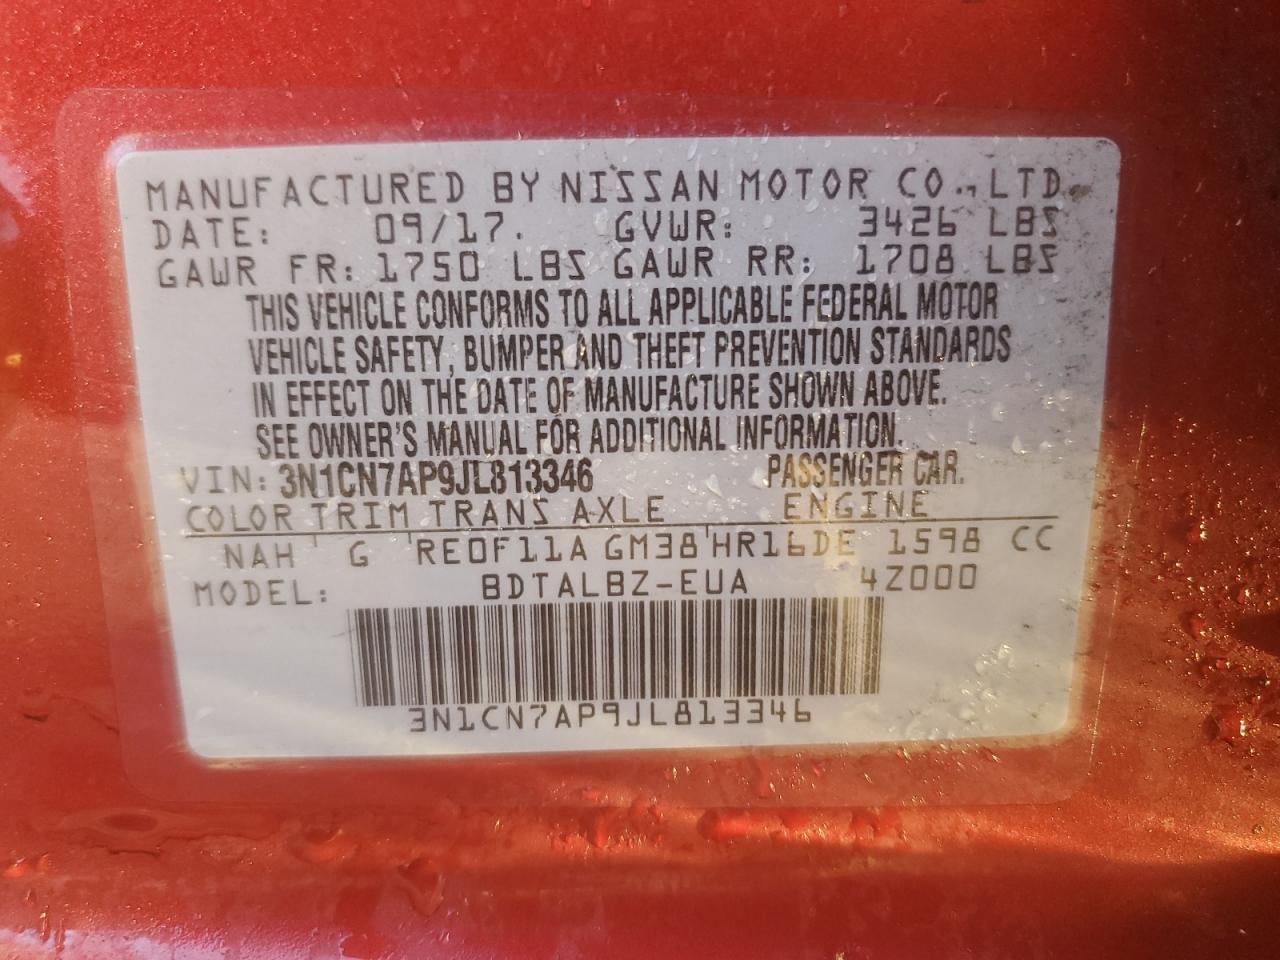 MANUFACTURED BY NISSAN MOTOR CO., LTD.
DATE: 09/17. GVWR: 3426 LBS
GAWR FR: 1750 LBS GAWR RR: 1708 LBS
THIS VEHICLE CONFORMS TO ALL APPLICABLE FEDERAL MOTOR
VEHICLE SAFETY, BUMPER AND THEFT PREVENTION STANDARDS
IN EFFECT ON THE DATE OF MANUFACTURE SHOWN ABOVE.
SEE OWNER'S MANUAL FOR ADDITIONAL INFORMATION.
VIN: 3N1CN7AP9JL813346 PASSENGER CAR.
COLOR TRIM TRANS AXLE ENGINE
NAH G RE0F11A GM38 HR16DE 1598 CC
MODEL: BDTALBZ-EUA 4Z000
3N1CN7AP9JL813346